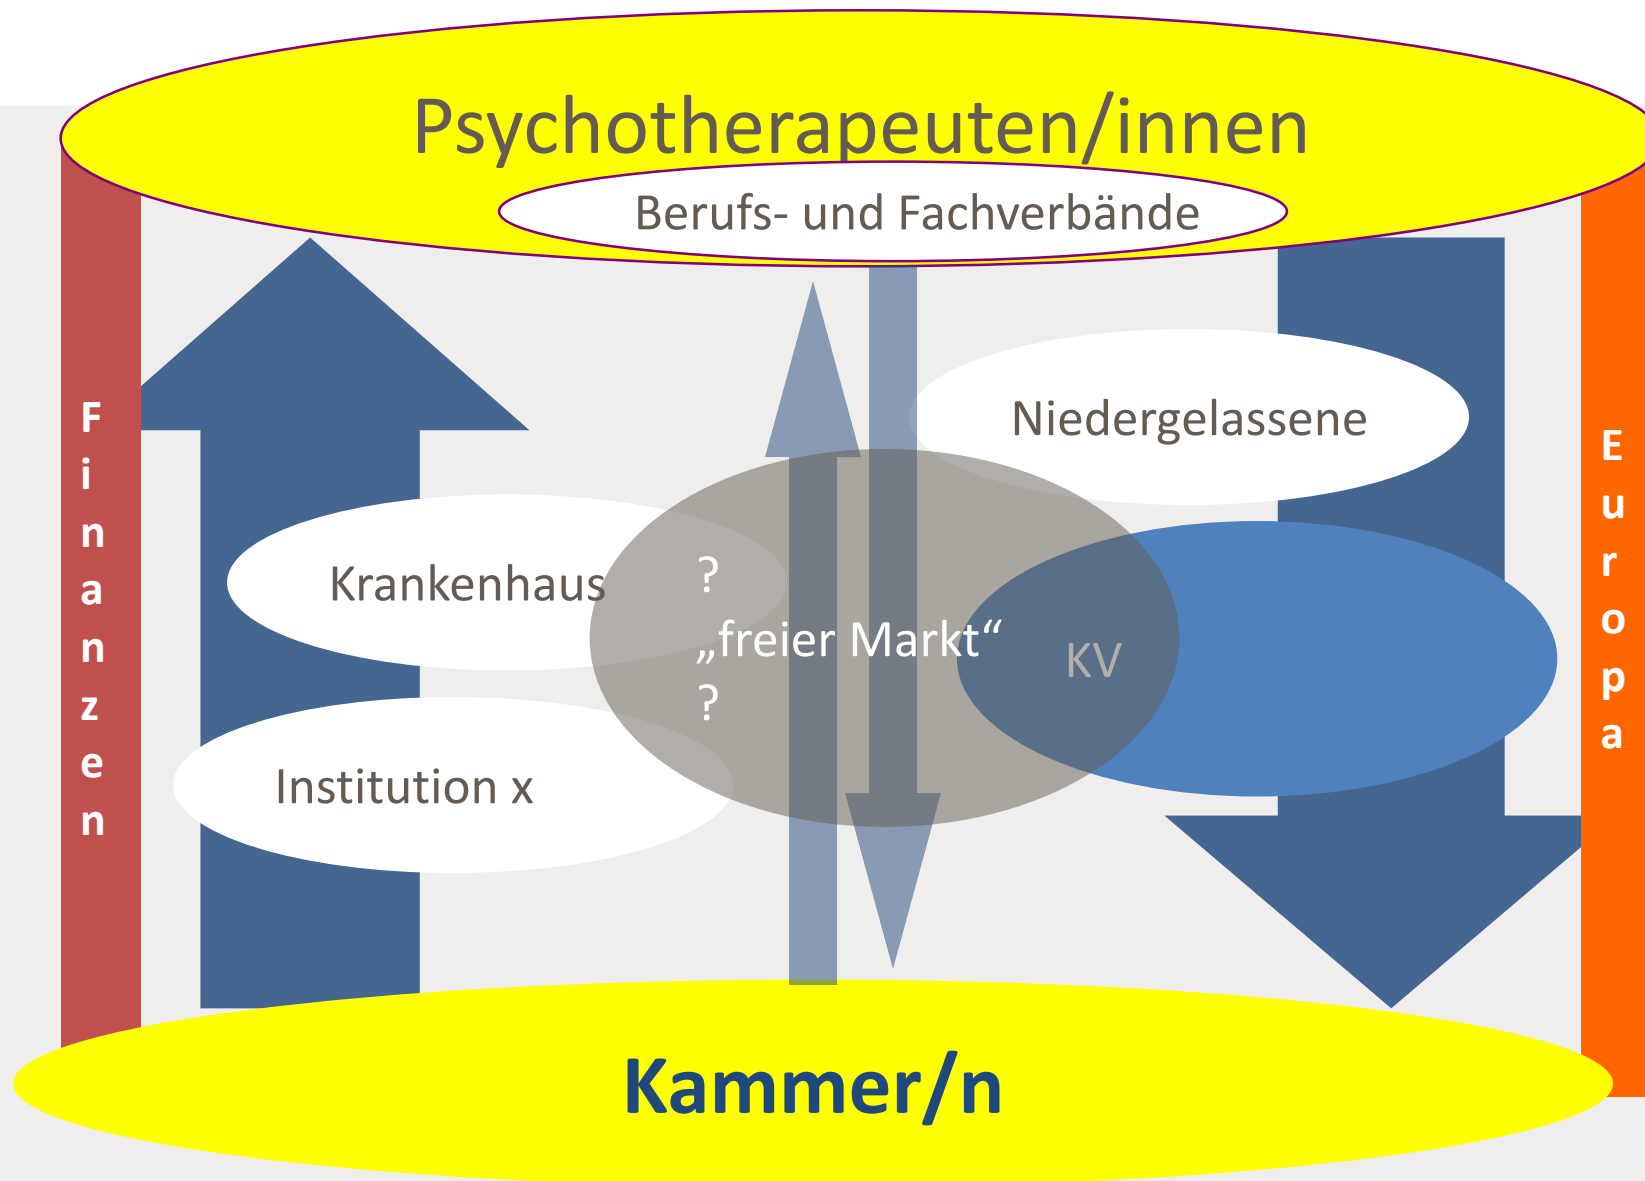 Psychotherapeuten/innen
Berufs- und Fachverbände
Finanzen
Niedergelassene
Krankenhaus
?
„freier Markt“
?
KV
Institution x
Europa
Kammer/n